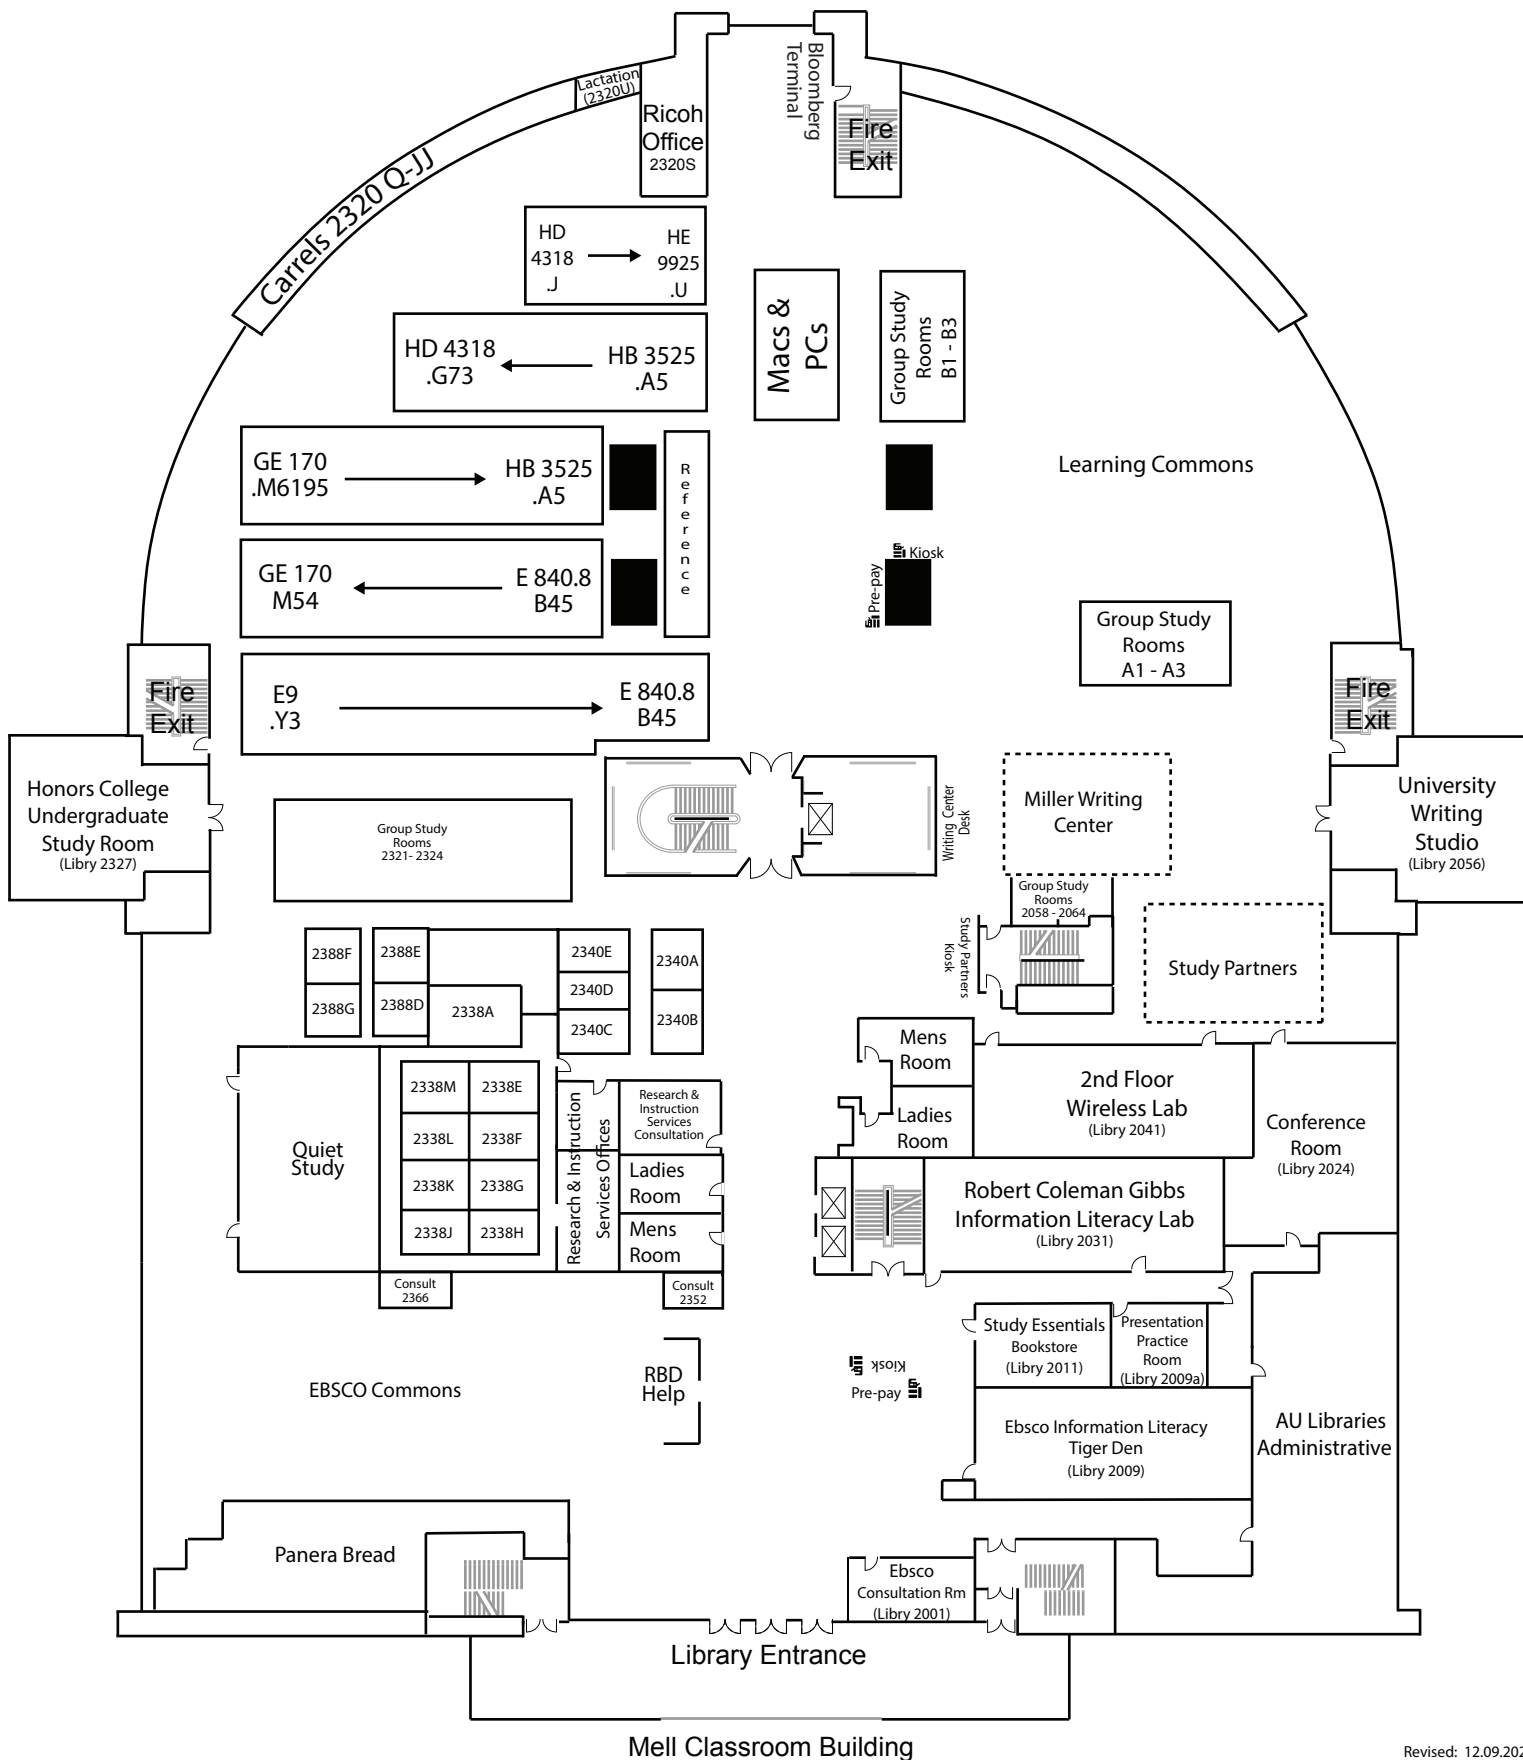 Bloomberg
Terminal
Lactation
(2320U)
Ricoh
Office
2320S
Fire
Exit
Carrels 2320 Q-JJ
HD
4318
.J
HE
9925
.U
Macs &
PCs
Group Study
Rooms
B1 - B3
HD 4318
.G73
HB 3525
.A5
GE 170
.M6195
HB 3525
.A5
Reference
Learning Commons
Kiosk
Pre-pay
GE 170
M54
E 840.8
B45
Group Study
Rooms
A1 - A3
Fire
Exit
E9
.Y3
E 840.8
B45
Fire
Exit
Honors College
Undergraduate
Study Room
(Libry 2327)
Group Study
Rooms
2321- 2324
Writing Center
Desk
Miller Writing
Center
University
Writing
Studio
(Libry 2056)
Group Study
Rooms
2058 - 2064
Study Partners
Kiosk
Study Partners
2388F
2388E
2340E
2340A
2340D
2388G
2388D
2338A
2340C
2340B
Mens
Room
Ladies
Room
2nd Floor
Wireless Lab
(Libry 2041)
Conference
Room
(Libry 2024)
Quiet
Study
2338M
2338E
2338L
2338F
2338K
2338G
2338J
2338H
Research & Instruction
Services Offices
Research &
Instruction
Services
Consultation
Ladies
Room
Mens
Room
Robert Coleman Gibbs
Information Literacy Lab
(Libry 2031)
Consult
2366
Consult
2352
Study Essentials
Bookstore
(Libry 2011)
Presentation
Practice
Room
(Libry 2009a)
EBSCO Commons
RBD
Help
Kiosk
Pre-pay
Ebsco Information Literacy
Tiger Den
(Libry 2009)
AU Libraries
Administrative
Panera Bread
Ebsco
Consultation Rm
(Libry 2001)
Library Entrance
Mell Classroom Building
Revised: 12.09.202